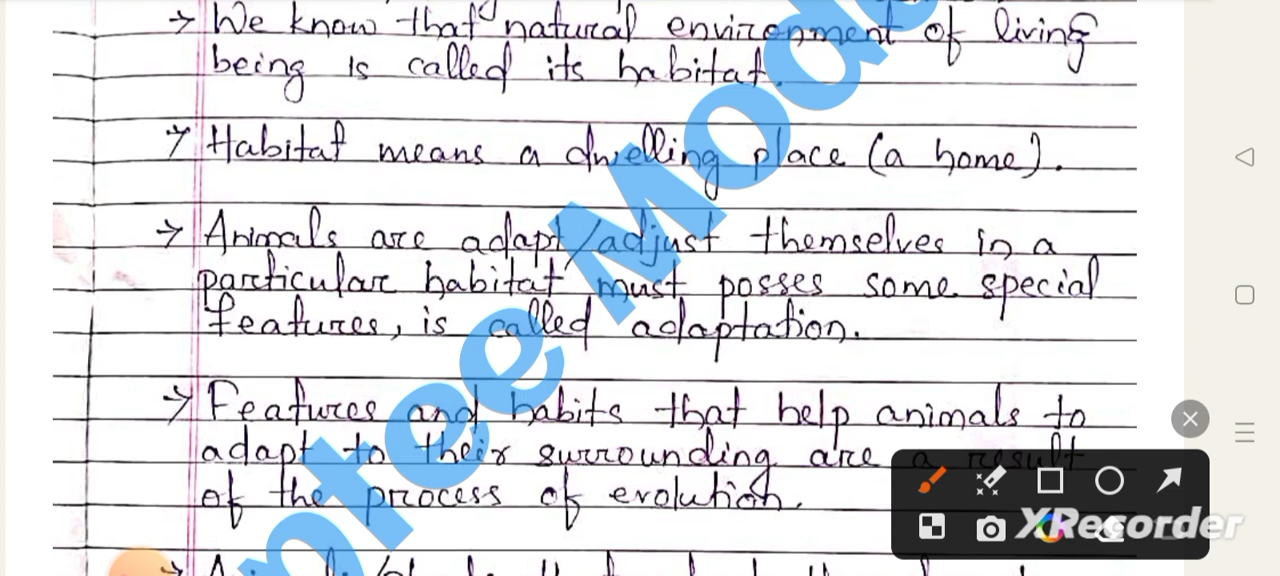 → We know that natural environment of living
being is called its habitat.
→ Habitat means a dwelling place (a home).
→ Animals are adapt/adjust themselves in a
particular habitat must posses some special
features, is called adaptation.
→ Features and habits that help animals to
adapt to their surrounding are a result
of the process of evolution.
XRecorder